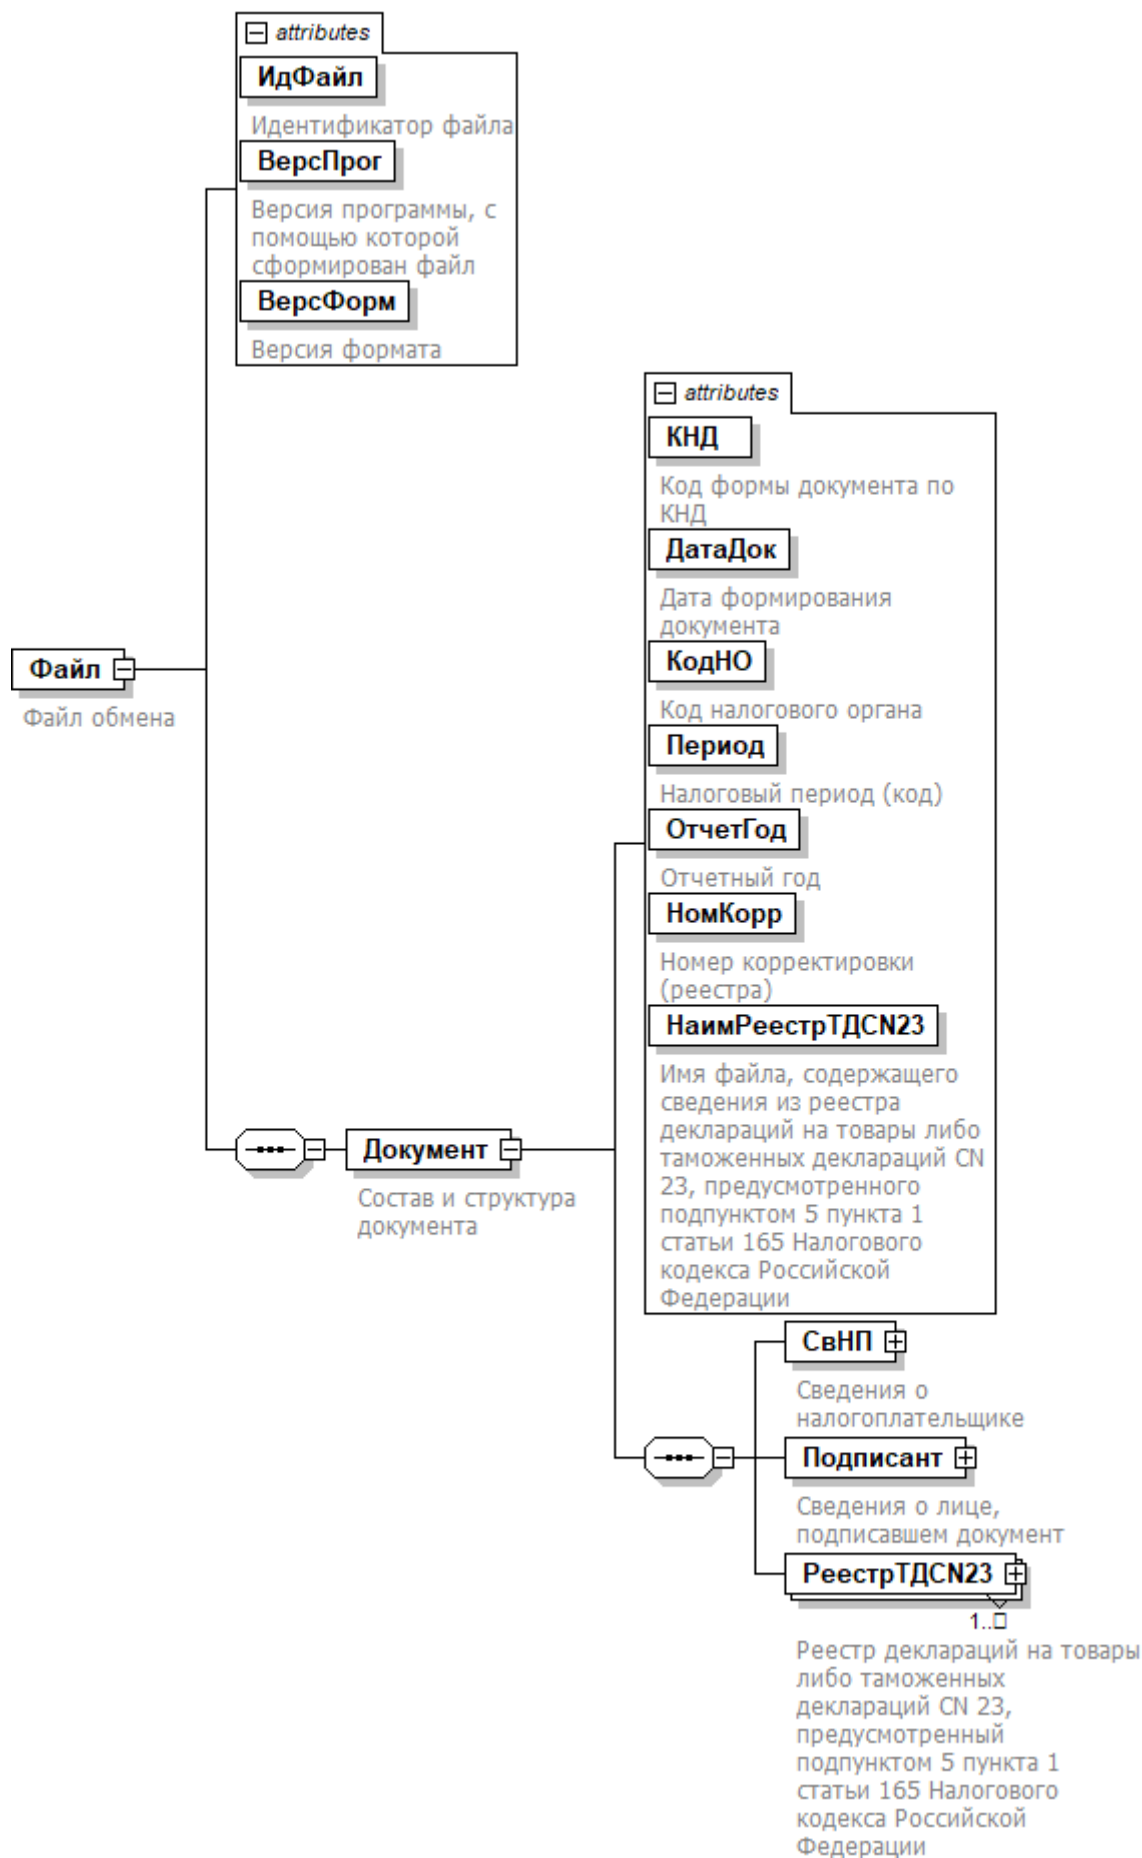 attributes
ИдФайл
Идентификатор файла
ВерсПрог
Версия программы, с
помощью которой
сформирован файл
ВерсФорм
Версия формата
Файл
Файл обмена
Документ
Состав и структура
документа
attributes
КНД
Код формы документа по
КНД
ДатаДок
Дата формирования
документа
КодНО
Код налогового органа
Период
Налоговый период (код)
ОтчетГод
Отчетный год
НомКорр
Номер корректировки
(реестра)
НаимРеестрТДCN23
Имя файла, содержащего
сведения из реестра
деклараций на товары либо
таможенных деклараций CN
23, предусмотренного
подпунктом 5 пункта 1
статьи 165 Налогового
кодекса Российской
Федерации
СвНП
Сведения о
налогоплательщике
Подписант
Сведения о лице,
подписавшем документ
РеестрТДCN23
1..□
Реестр деклараций на товары
либо таможенных
деклараций CN 23,
предусмотренный
подпунктом 5 пункта 1
статьи 165 Налогового
кодекса Российской
Федерации